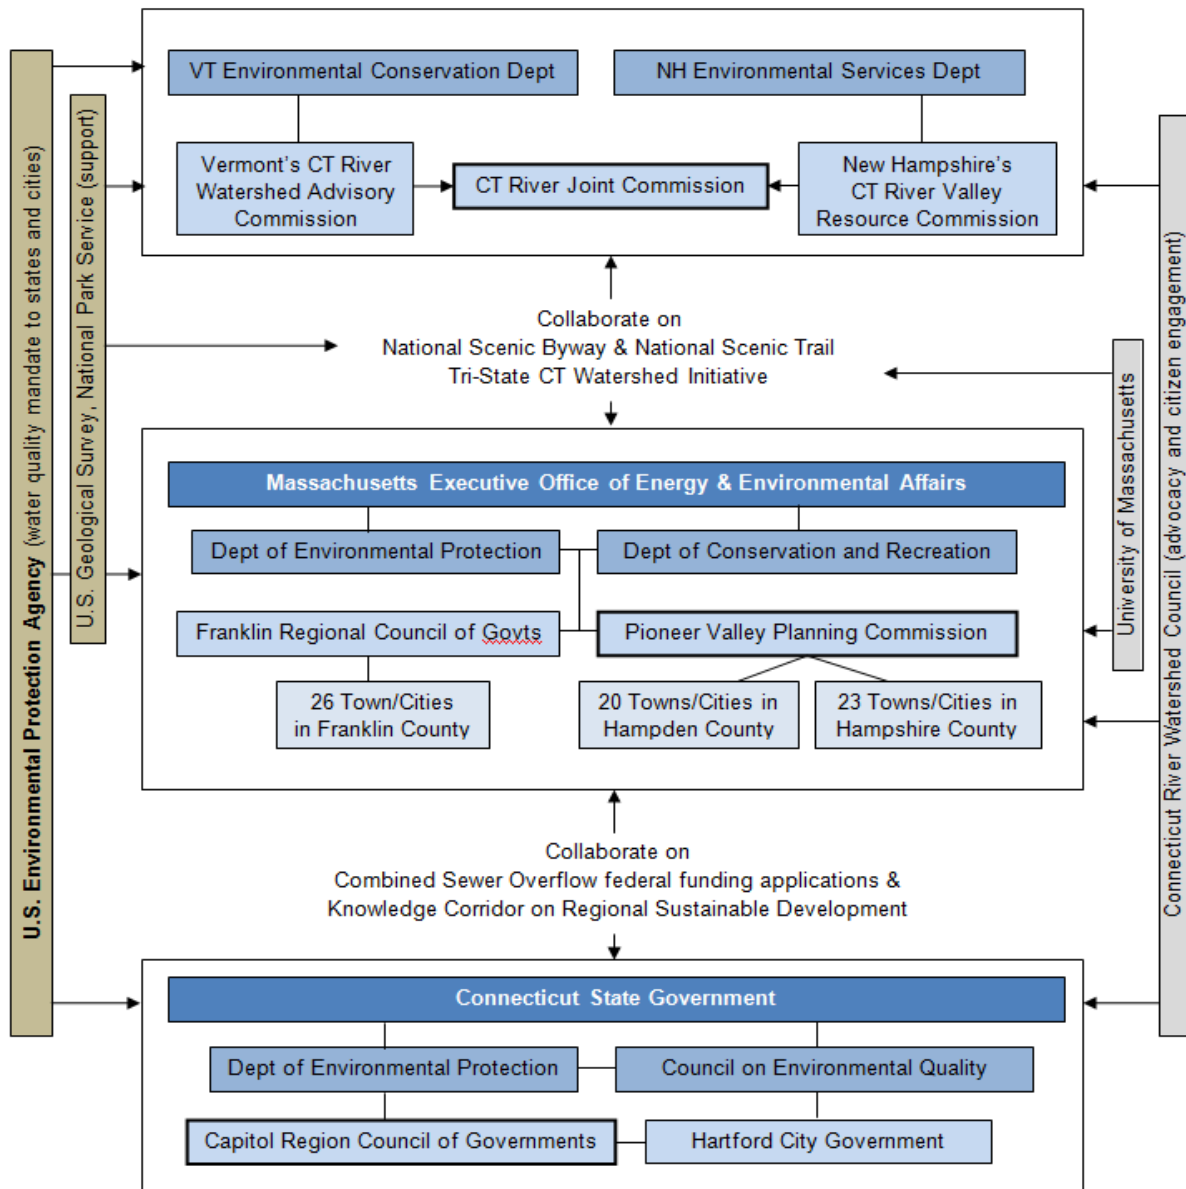 VT Environmental Conservation Dept
NH Environmental Services Dept
Vermont's CT River
Watershed Advisory
Commission
CT River Joint Commission
New Hampshire's
CT River Valley
Resource Commission
Collaborate on
National Scenic Byway & National Scenic Trail
Tri-State CT Watershed Initiative
Massachusetts Executive Office of Energy & Environmental Affairs
Dept of Environmental Protection
Dept of Conservation and Recreation
Franklin Regional Council of Govts
Pioneer Valley Planning Commission
26 Town/Cities
in Franklin County
20 Towns/Cities in
Hampden County
23 Towns/Cities in
Hampshire County
Collaborate on
Combined Sewer Overflow federal funding applications &
Knowledge Corridor on Regional Sustainable Development
Connecticut State Government
Dept of Environmental Protection
Council on Environmental Quality
Capitol Region Council of Governments
Hartford City Government
U.S. Environmental Protection Agency (water quality mandate to states and cities)
U.S. Geological Survey, National Park Service (support)
University of Massachusetts
Connecticut River Watershed Council (advocacy and citizen engagement)